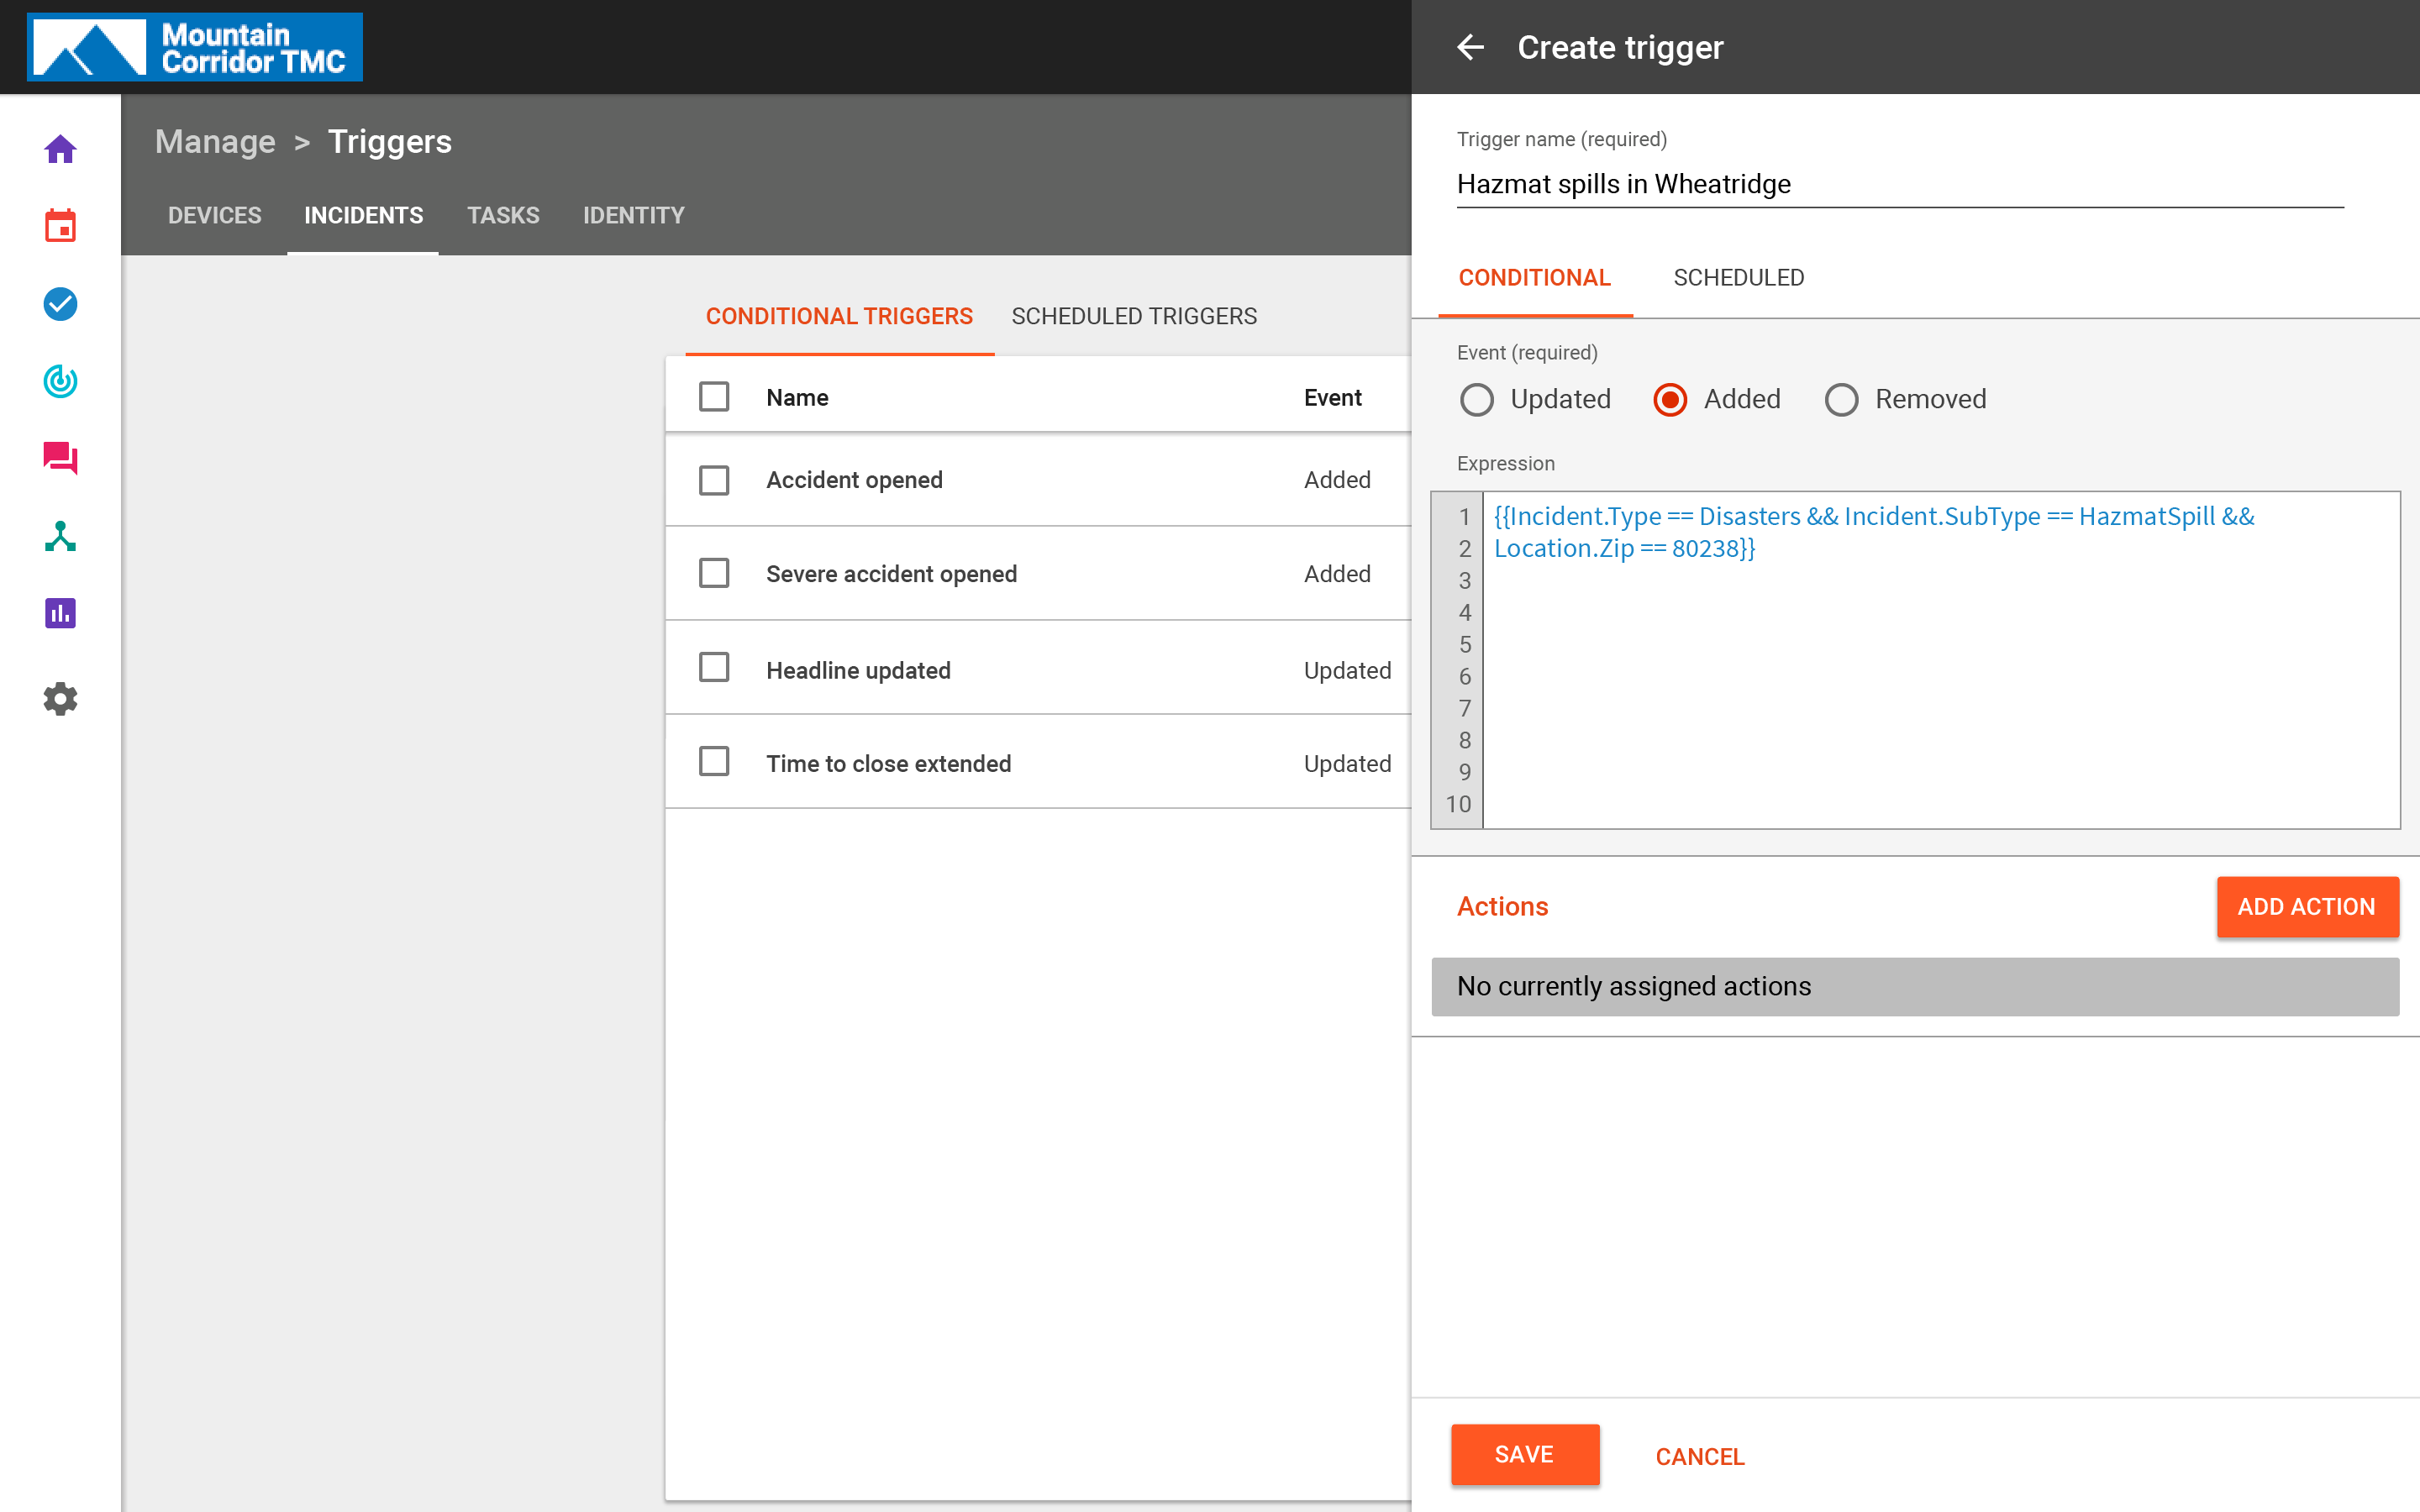 Mountain
Corridor TMC
Create trigger
Manage > Triggers
DEVICES INCIDENTS TASKS IDENTITY
CONDITIONAL TRIGGERS SCHEDULED TRIGGERS
Name Event
Accident opened Added
Severe accident opened Added
Headline updated Updated
Time to close extended Updated
Trigger name (required)
Hazmat spills in Wheatridge
CONDITIONAL SCHEDULED
Event (required)
Updated Added Removed
Expression
1 {{Incident.Type == Disasters && Incident.SubType == HazmatSpill &&
2 Location.Zip == 80238}}
3
4
5
6
7
8
9
10
Actions ADD ACTION
No currently assigned actions
SAVE CANCEL